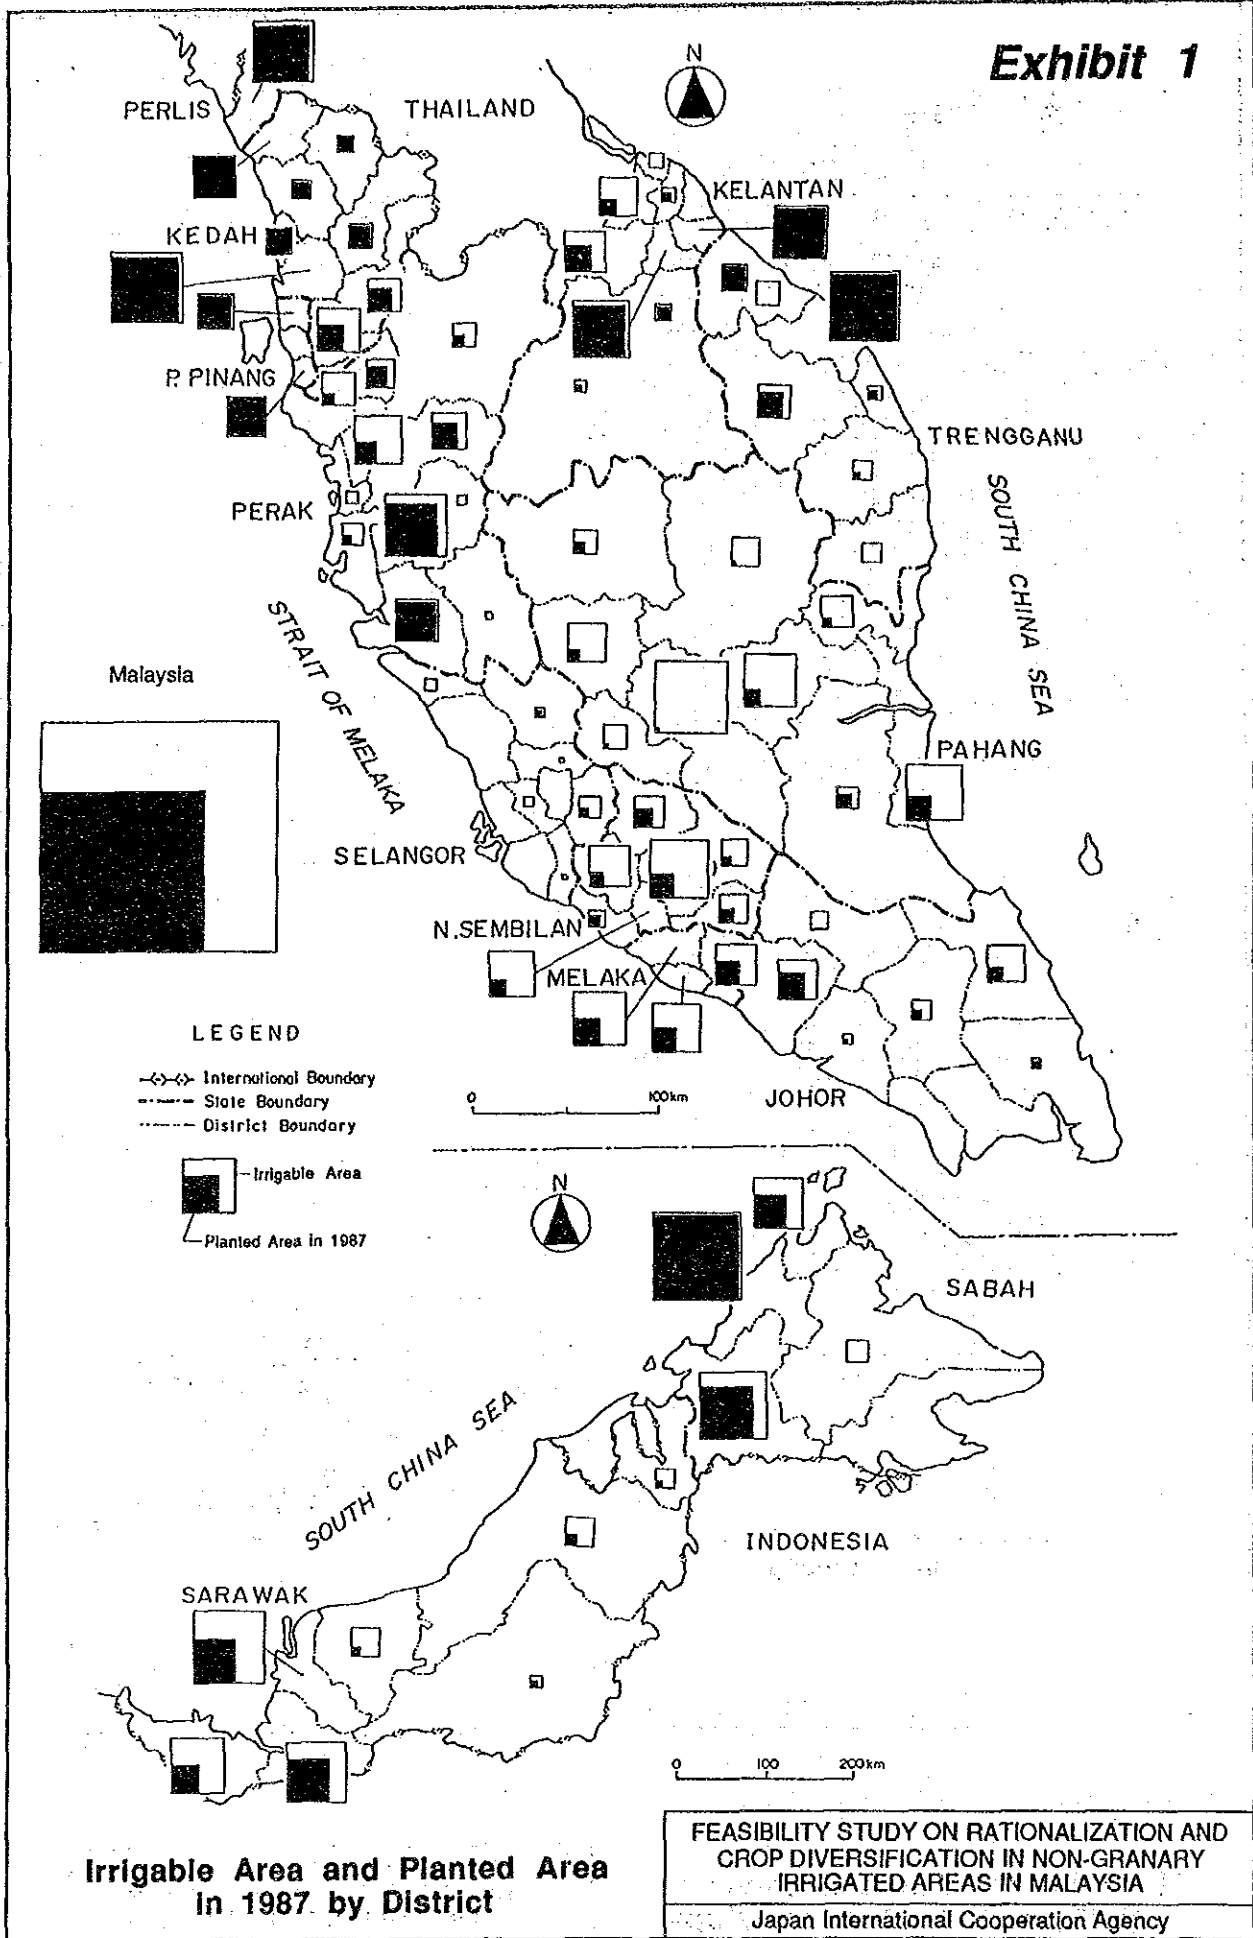 Exhibit 1
N
PERLIS
THAILAND
KELANTAN
KEDAH
P. PINANG
TRENGGANU
PERAK
SOUTH CHINA SEA
STRAIT OF MELAKA
Malaysia
PAHANG
SELANGOR
N.SEMBILAN
MELAKA
LEGEND
International Boundary
State Boundary
District Boundary
0 100km
JOHOR
Irrigable Area
Planted Area in 1987
N
SABAH
SOUTH CHINA SEA
INDONESIA
SARAWAK
0 100 200km
Irrigable Area and Planted Area
in 1987 by District
FEASIBILITY STUDY ON RATIONALIZATION AND
CROP DIVERSIFICATION IN NON-GRANARY
IRRIGATED AREAS IN MALAYSIA
Japan International Cooperation Agency